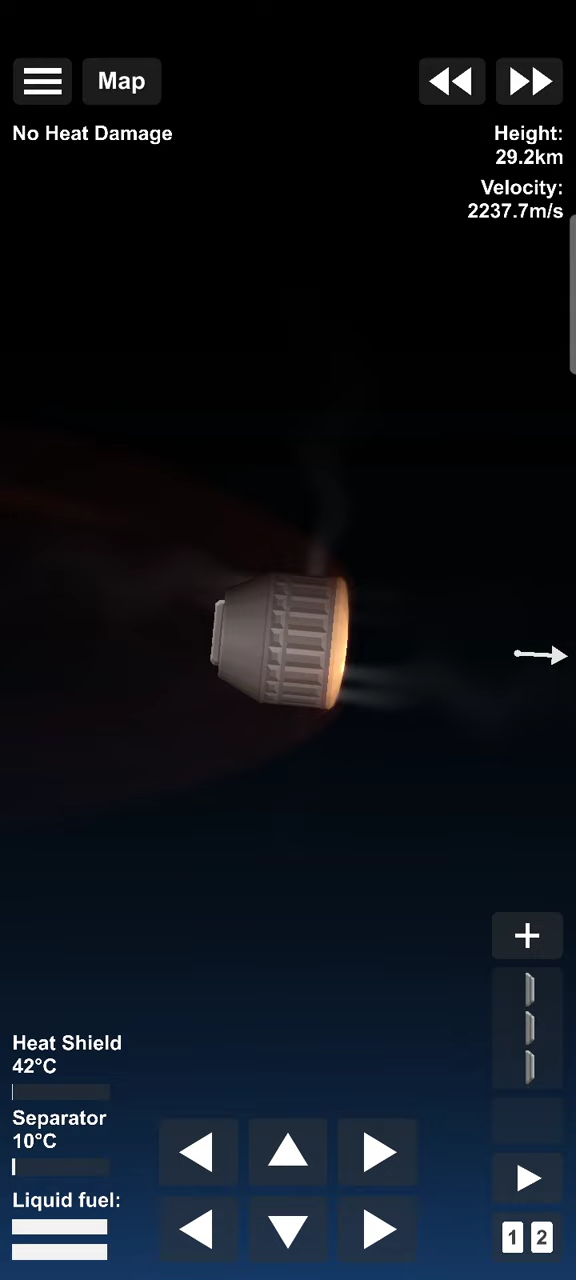 Map
No Heat Damage
Height:
29.2km
Velocity:
2237.7m/s
Heat Shield
42°C
Separator
10°C
Liquid fuel:
1 2